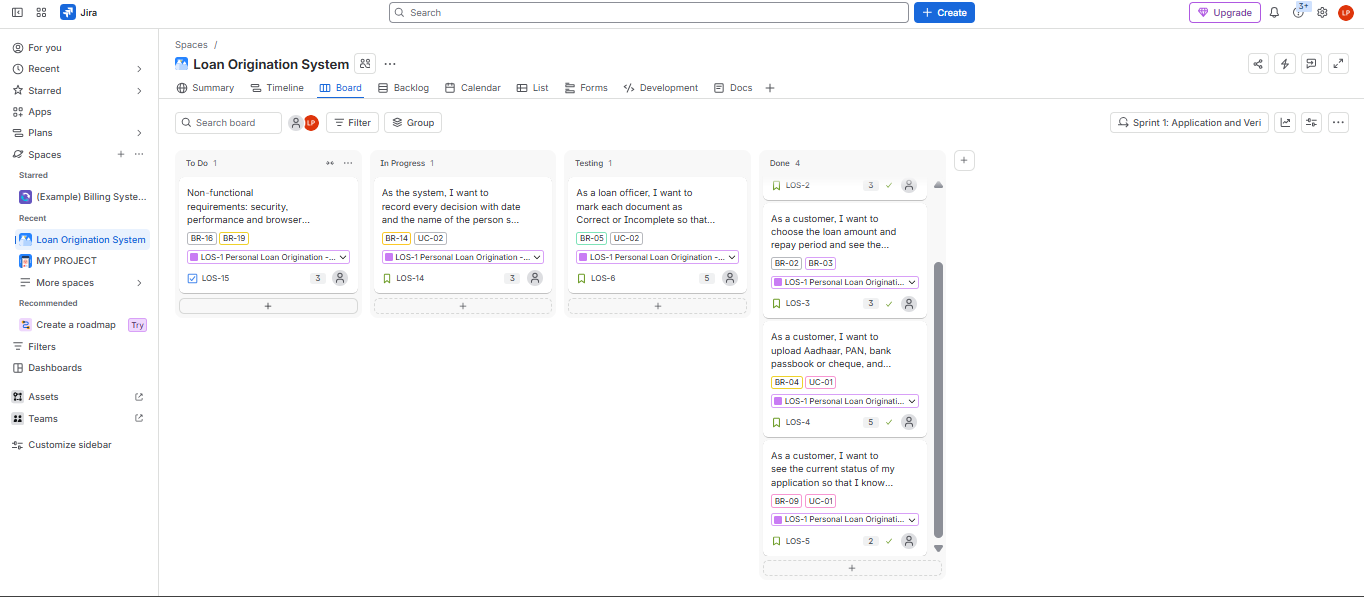 Jira
Search
+ Create
Upgrade
3+
LP
For you
Recent
Starred
Apps
Plans
Spaces
Starred
(Example) Billing Syste...
Recent
Loan Origination System
MY PROJECT
More spaces
Recommended
Create a roadmap Try
Filters
Dashboards
Assets
Teams
Customize sidebar
Spaces /
Loan Origination System
Summary Timeline Board Backlog Calendar List Forms Development Docs
Search board
LP
Filter
Group
Sprint 1: Application and Veri
To Do 1
Non-functional
requirements: security,
performance and browser...
BR-16 BR-19
LOS-1 Personal Loan Origination -...
LOS-15 3
+
In Progress 1
As the system, I want to
record every decision with date
and the name of the person s...
BR-14 UC-02
LOS-1 Personal Loan Origination -...
LOS-14 3
+
Testing 1
As a loan officer, I want to
mark each document as
Correct or Incomplete so that...
BR-05 UC-02
LOS-1 Personal Loan Origination -...
LOS-6 5
+
Done 4
LOS-2 3
As a customer, I want to
choose the loan amount and
repay period and see the...
BR-02 BR-03
LOS-1 Personal Loan Originati...
LOS-3 3
As a customer, I want to
upload Aadhaar, PAN, bank
passbook or cheque, and...
BR-04 UC-01
LOS-1 Personal Loan Originati...
LOS-4 5
As a customer, I want to
see the current status of my
application so that I know...
BR-09 UC-01
LOS-1 Personal Loan Originati...
LOS-5 2
+